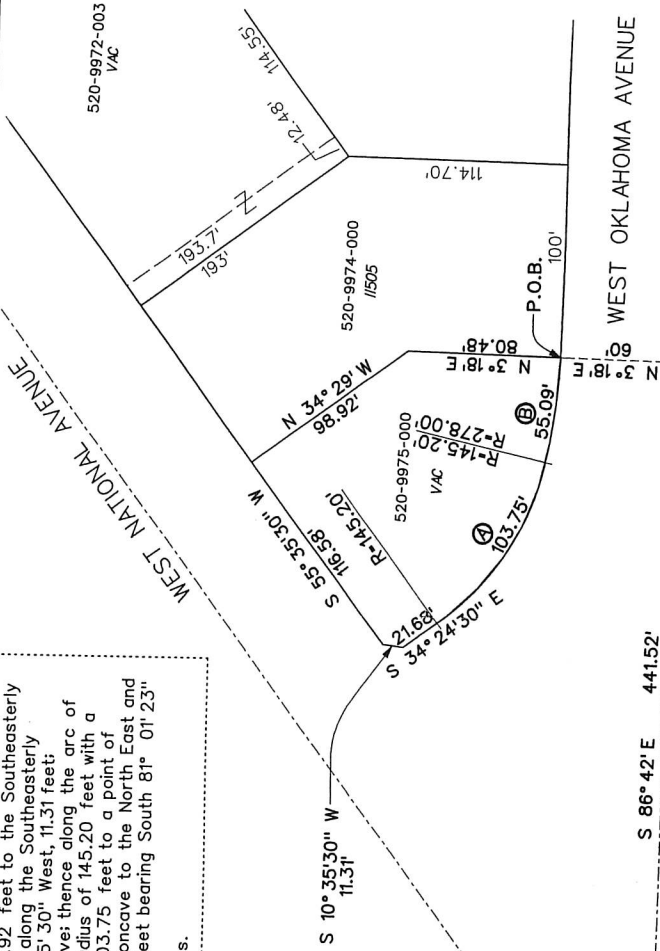 520-9972-003
VAC
114.55'
12.48'
193.7'
193'
Z
114.70'
520-9974-000
11505
100'
WEST OKLAHOMA AVENUE
P.O.B.
60'
N 3° 18' E
N 3° 18' E
80.48'
N 34° 29' W
98.92'
WEST NATIONAL AVENUE
S 55° 35'30" W
116.58'
R=145.20'
520-9975-000
VAC
R=145.20'
R=278.00'
B
55.09'
A
103.75'
21.68'
S 34° 24'30" E
S 10° 35'30" W
11.31'
S 86° 42' E 441.52'
.92 feet to the Southeasterly
along the Southeasterly
5' 30" West, 11.31 feet;
ve; thence along the arc of
dius of 145.20 feet with a
03.75 feet to a point of
oncave to the North East and
eet bearing South 81° 01' 23"
s.